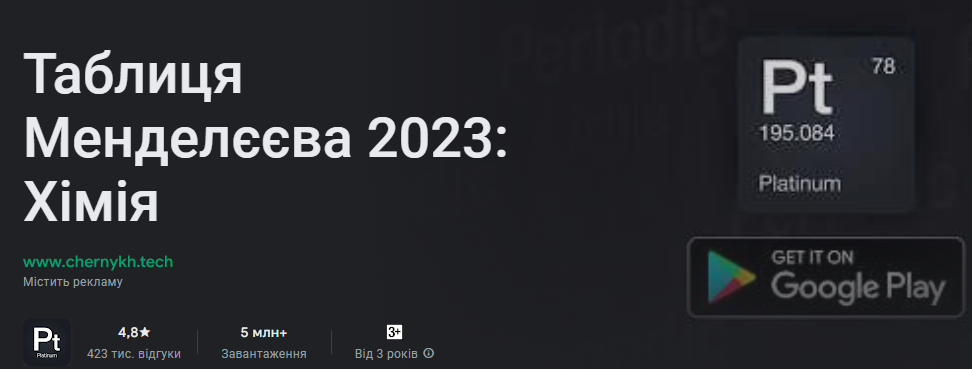 Таблиця
Менделєєва 2023:
Хімія
www.chernykh.tech
Містить рекламу
Pt
Platinum
4,8★
423 тис. відгуки
5 млн+
Завантаження
3+
Від 3 років
Periodic
Pt
78
195.084
Platinum
GET IT ON
Google Play